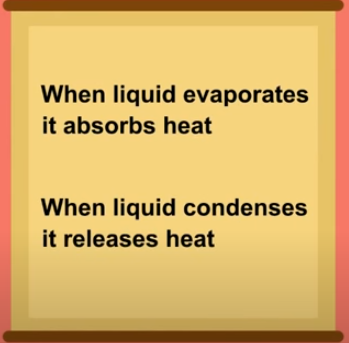 When liquid evaporates
it absorbs heat
When liquid condenses
it releases heat